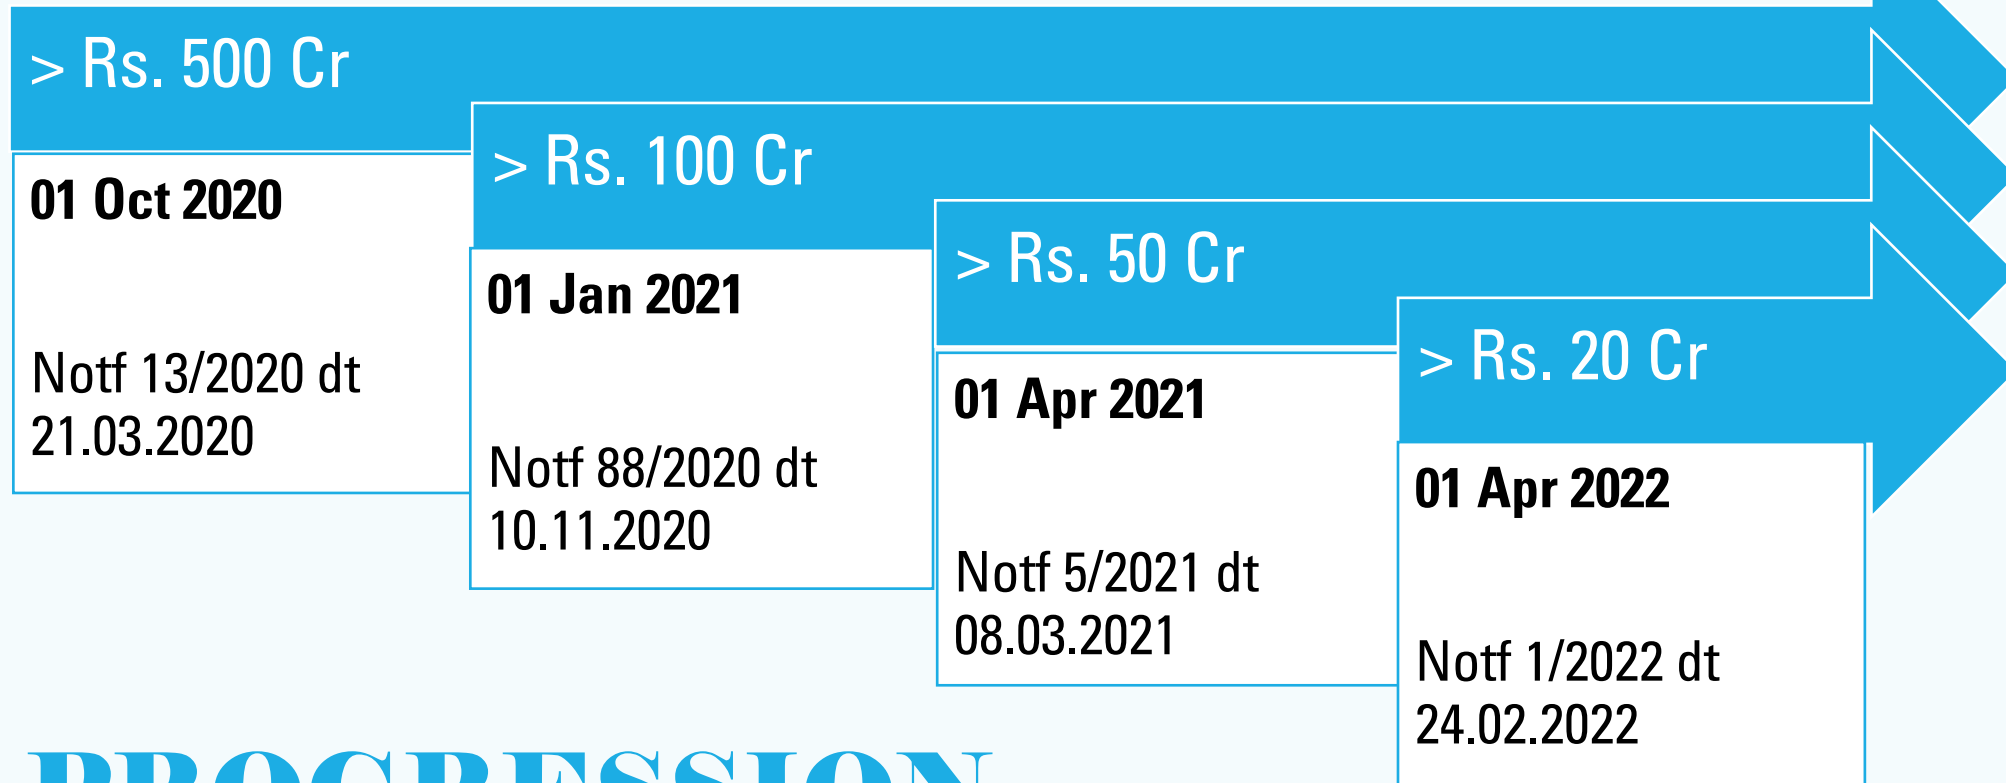 > Rs. 500 Cr
01 Oct 2020
Notf 13/2020 dt
21.03.2020
> Rs. 100 Cr
01 Jan 2021
Notf 88/2020 dt
10.11.2020
> Rs. 50 Cr
01 Apr 2021
Notf 5/2021 dt
08.03.2021
> Rs. 20 Cr
01 Apr 2022
Notf 1/2022 dt
24.02.2022
PROGRESSION